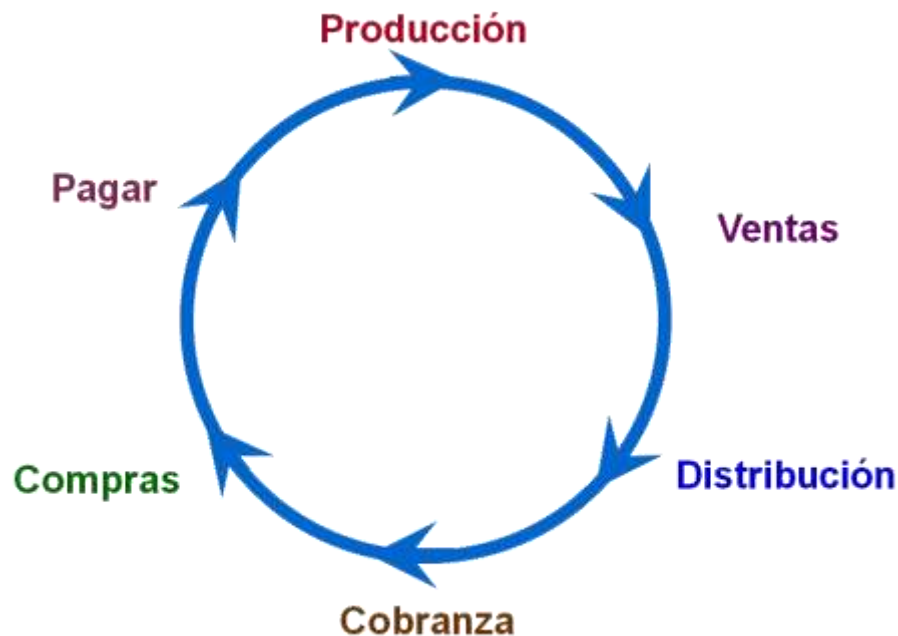 Producción
Pagar
Ventas
Compras
Distribución
Cobranza